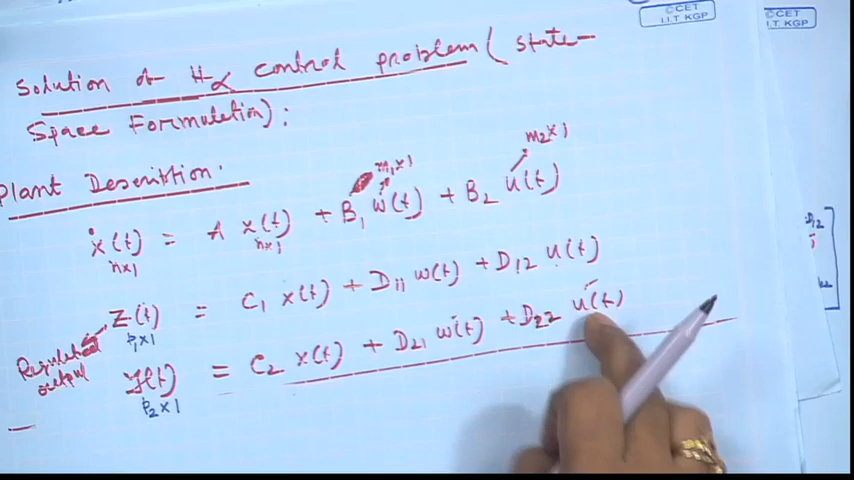 ©CET
I.I.T. KGP
©CET
I.I.T. KGP
Solution of H∝ control problem (state-
Space Formulation):
Plant Description:
m₁×1
m₂×1
ẋ(t) = A x(t) + B₁ w(t) + B₂ u(t)
n×1 n×1
Z(t) = C₁ x(t) + D₁₁ w(t) + D₁₂ u(t)
p₁×1
Regulated
output
y(t) = C₂ x(t) + D₂₁ w(t) + D₂₂ u(t)
p₂×1